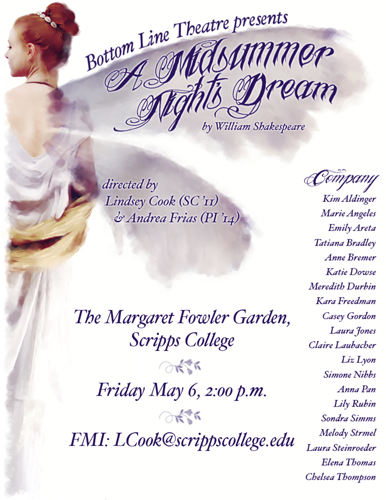 Bottom Line Theatre presents
A Midsummer
Night's Dream
by William Shakespeare
directed by
Lindsey Cook (SC '11)
& Andrea Frias (PI '14)
The Margaret Fowler Garden,
Scripps College
Friday May 6, 2:00 p.m.
FMI: LCook@scrippscollege.edu
Company
Kim Aldinger
Marie Angeles
Emily Areta
Tatiana Bradley
Anne Bremer
Katie Dowse
Meredith Durbin
Kara Freedman
Casey Gordon
Laura Jones
Claire Laubacher
Liz Lyon
Simone Nibbs
Anna Pan
Lily Rubin
Sondra Simms
Melody Strmel
Laura Steinroeder
Elena Thomas
Chelsea Thompson